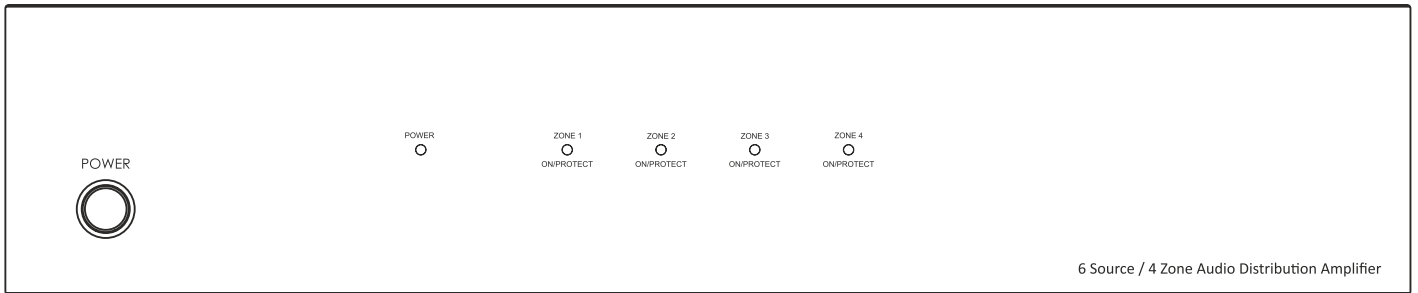 POWER ZONE 1 ZONE 2 ZONE 3 ZONE 4
ON/PROTECT ON/PROTECT ON/PROTECT ON/PROTECT
POWER
6 Source / 4 Zone Audio Distribution Amplifier